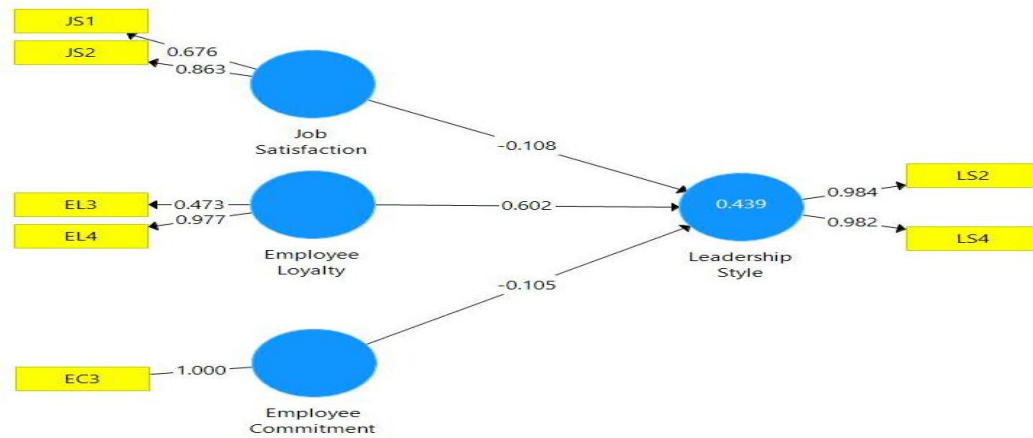 JS1
0.676
JS2
0.863
Job
Satisfaction
-0.108
EL3
0.473
EL4
0.977
Employee
Loyalty
0.602
0.439
Leadership
Style
LS2
0.984
LS4
0.982
-0.105
EC3
1.000
Employee
Commitment